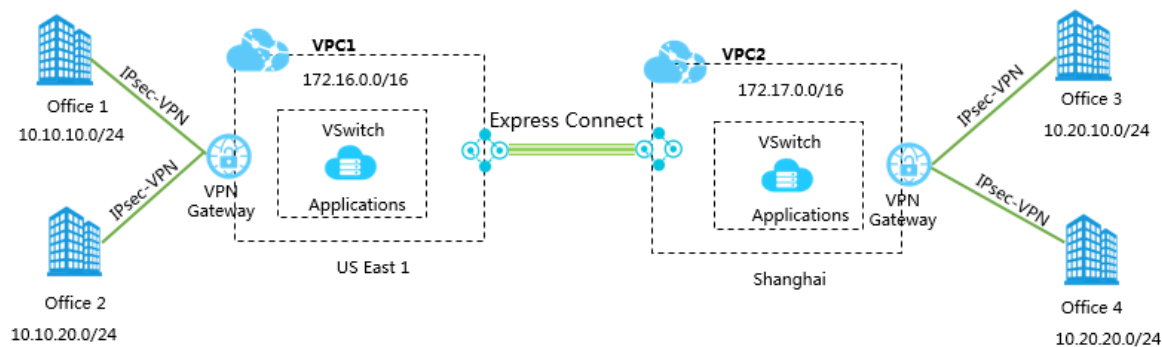 VPC1
172.16.0.0/16
Office 1
10.10.10.0/24
IPsec-VPN
IPsec-VPN
VPN
Gateway
VSwitch
Applications
US East 1
Office 2
10.10.20.0/24
Express Connect
VPC2
172.17.0.0/16
VSwitch
Applications
Shanghai
VPN
Gateway
IPsec-VPN
IPsec-VPN
Office 3
10.20.10.0/24
Office 4
10.20.20.0/24